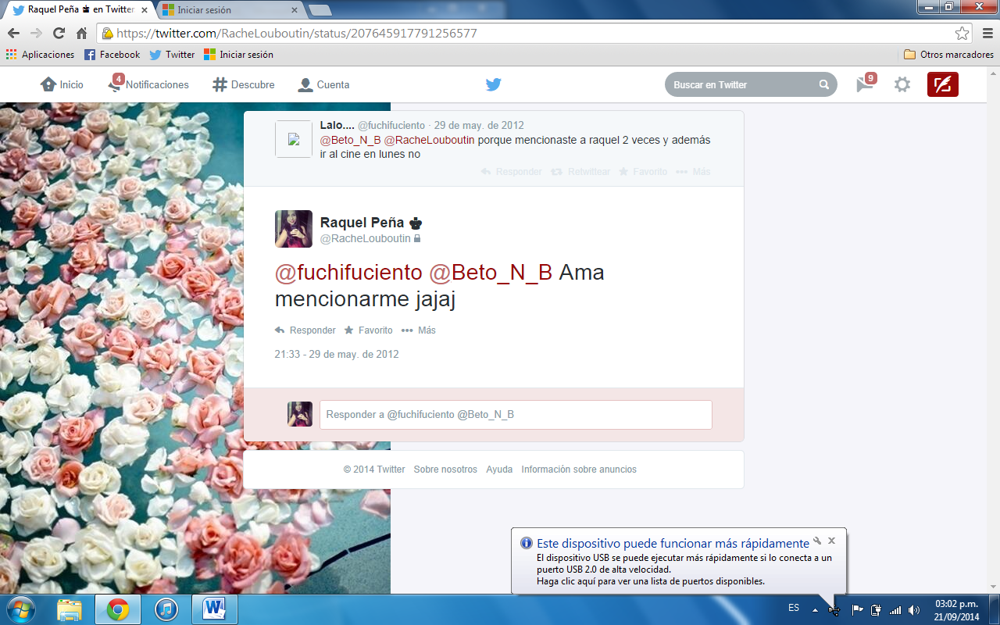 Raquel Peña en Twitter
Iniciar sesión
https://twitter.com/RacheLouboutin/status/207645917791256577
Aplicaciones Facebook Twitter Iniciar sesión Otros marcadores
Inicio 4 Notificaciones Descubre Cuenta Buscar en Twitter 9
Lalo.... @fuchifuciento · 29 de may. de 2012
@Beto_N_B @RacheLouboutin porque mencionaste a raquel 2 veces y además
ir al cine en lunes no
Responder Retwittear Favorito Más
Raquel Peña
@RacheLouboutin
@fuchifuciento @Beto_N_B Ama
mencionarme jajaj
Responder Favorito Más
21:33 - 29 de may. de 2012
Responder a @fuchifuciento @Beto_N_B
© 2014 Twitter Sobre nosotros Ayuda Información sobre anuncios
Este dispositivo puede funcionar más rápidamente
El dispositivo USB se puede ejecutar más rápidamente si lo conecta a un
puerto USB 2.0 de alta velocidad.
Haga clic aquí para ver una lista de puertos disponibles.
ES
03:02 p.m.
21/09/2014